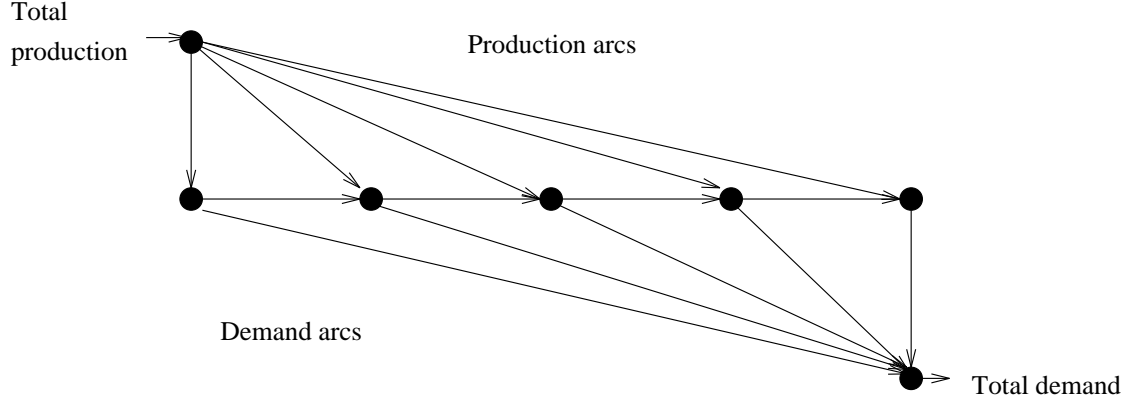 Total
production
Production arcs
Demand arcs
Total demand